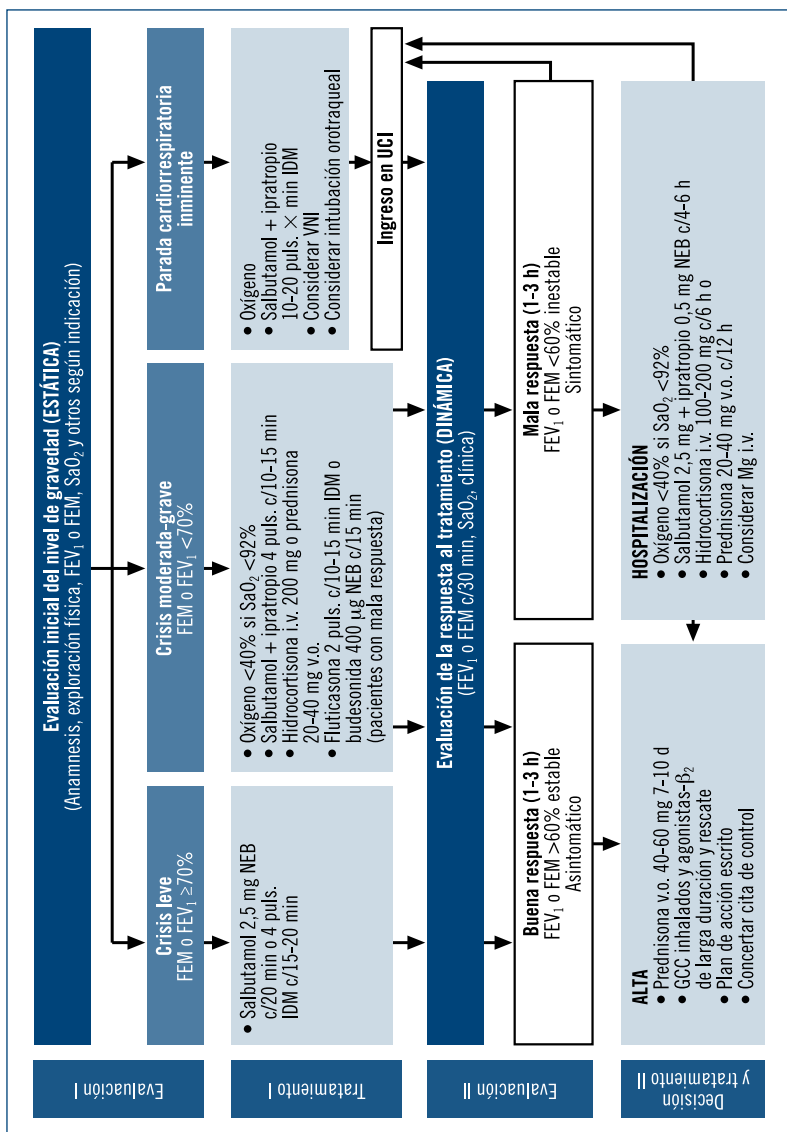 Evaluación I
Evaluación inicial del nivel de gravedad (ESTÁTICA)
(Anamnesis, exploración física, FEV₁ o FEM, SaO₂ y otros según indicación)
Crisis leve
FEM o FEV₁ ≥70%
Crisis moderada-grave
FEM o FEV₁ <70%
Parada cardiorrespiratoria
inminente
Tratamiento I
• Salbutamol 2,5 mg NEB
c/20 min o 4 puls.
IDM c/15-20 min
• Oxígeno <40% si SaO₂ <92%
• Salbutamol + ipratropio 4 puls. c/10-15 min
• Hidrocortisona i.v. 200 mg o prednisona
20-40 mg v.o.
• Fluticasona 2 puls. c/10-15 min IDM o
budesonida 400 μg NEB c/15 min
(pacientes con mala respuesta)
• Oxígeno
• Salbutamol + ipratropio
10-20 puls. × min IDM
• Considerar VNI
• Considerar intubación orotraqueal
Ingreso en UCI
Evaluación II
Evaluación de la respuesta al tratamiento (DINÁMICA)
(FEV₁ o FEM c/30 min, SaO₂, clínica)
Buena respuesta (1-3 h)
FEV₁ o FEM >60% estable
Asintomático
Mala respuesta (1-3 h)
FEV₁ o FEM <60% inestable
Sintomático
Decisión
y tratamiento II
ALTA
• Prednisona v.o. 40-60 mg 7-10 d
• GCC inhalados y agonistas-β₂
de larga duración y rescate
• Plan de acción escrito
• Concertar cita de control
HOSPITALIZACIÓN
• Oxígeno <40% si SaO₂ <92%
• Salbutamol 2,5 mg + ipratropio 0,5 mg NEB c/4-6 h
• Hidrocortisona i.v. 100-200 mg c/6 h o
• Prednisona 20-40 mg v.o. c/12 h
• Considerar Mg i.v.